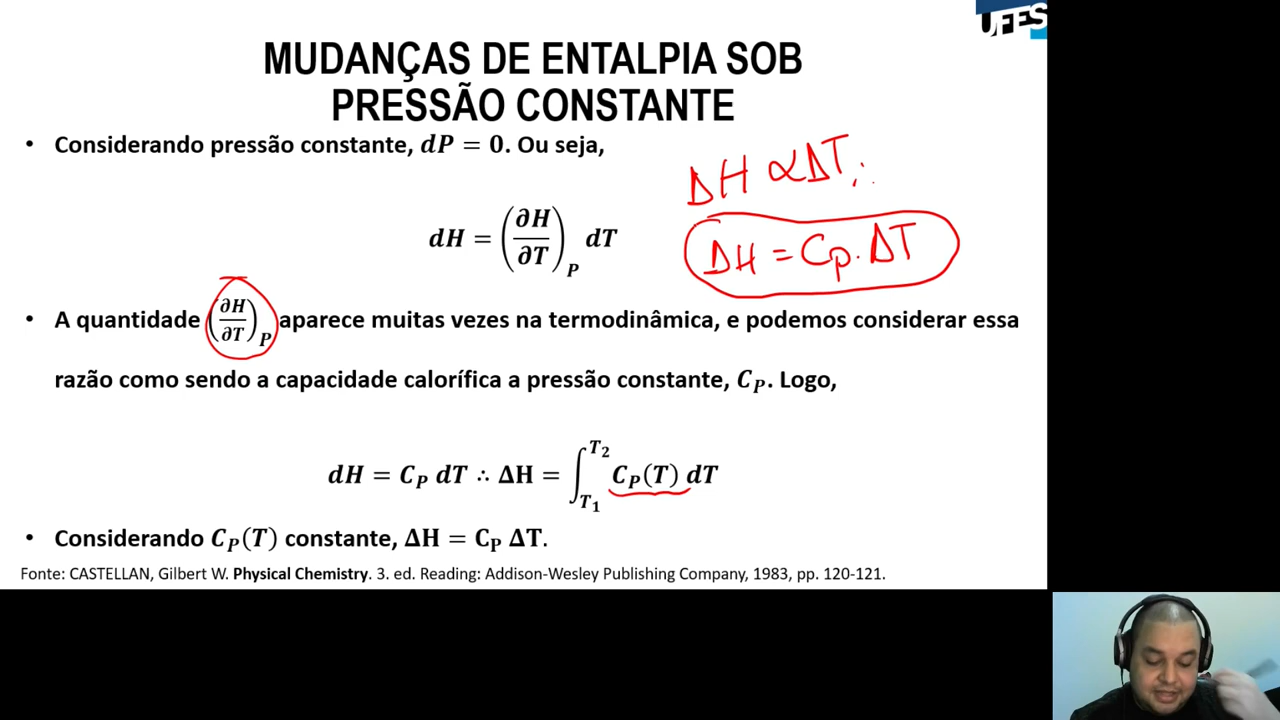 UFES
MUDANÇAS DE ENTALPIA SOB
PRESSÃO CONSTANTE
• Considerando pressão constante, dP = 0. Ou seja,
ΔH ∝ ΔT ∴
dH = (∂H/∂T)_P dT
ΔH = Cp · ΔT
• A quantidade (∂H/∂T)_P aparece muitas vezes na termodinâmica, e podemos considerar essa
razão como sendo a capacidade calorífica a pressão constante, C_P. Logo,
dH = C_P dT ∴ ΔH = ∫_{T_1}^{T_2} C_P(T) dT
• Considerando C_P(T) constante, ΔH = C_P ΔT.
Fonte: CASTELLAN, Gilbert W. Physical Chemistry. 3. ed. Reading: Addison-Wesley Publishing Company, 1983, pp. 120-121.